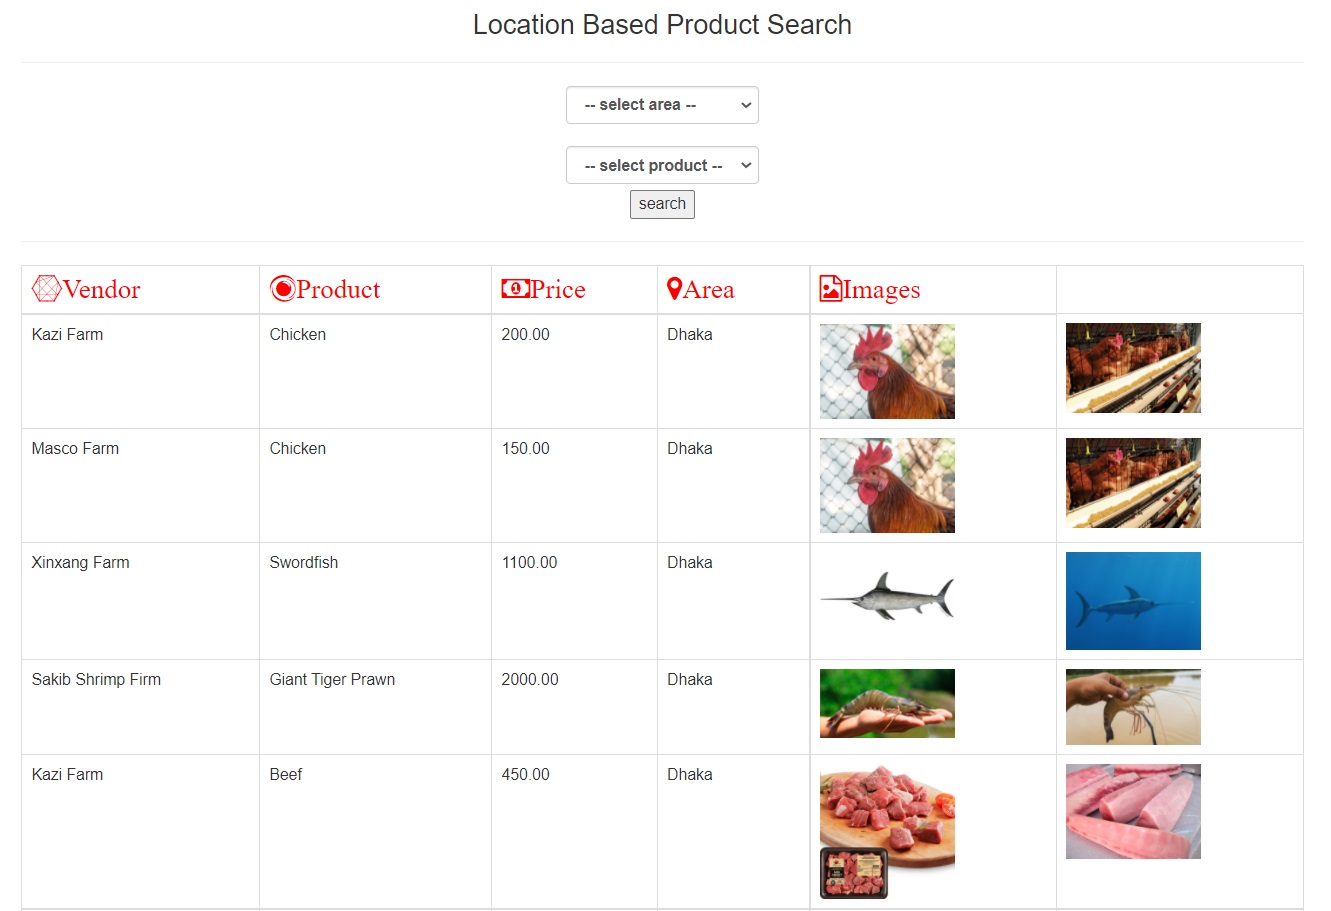 Location Based Product Search
-- select area --
-- select product --
search
Vendor Product Price Area Images
Kazi Farm Chicken 200.00 Dhaka
Masco Farm Chicken 150.00 Dhaka
Xinxang Farm Swordfish 1100.00 Dhaka
Sakib Shrimp Firm Giant Tiger Prawn 2000.00 Dhaka
Kazi Farm Beef 450.00 Dhaka